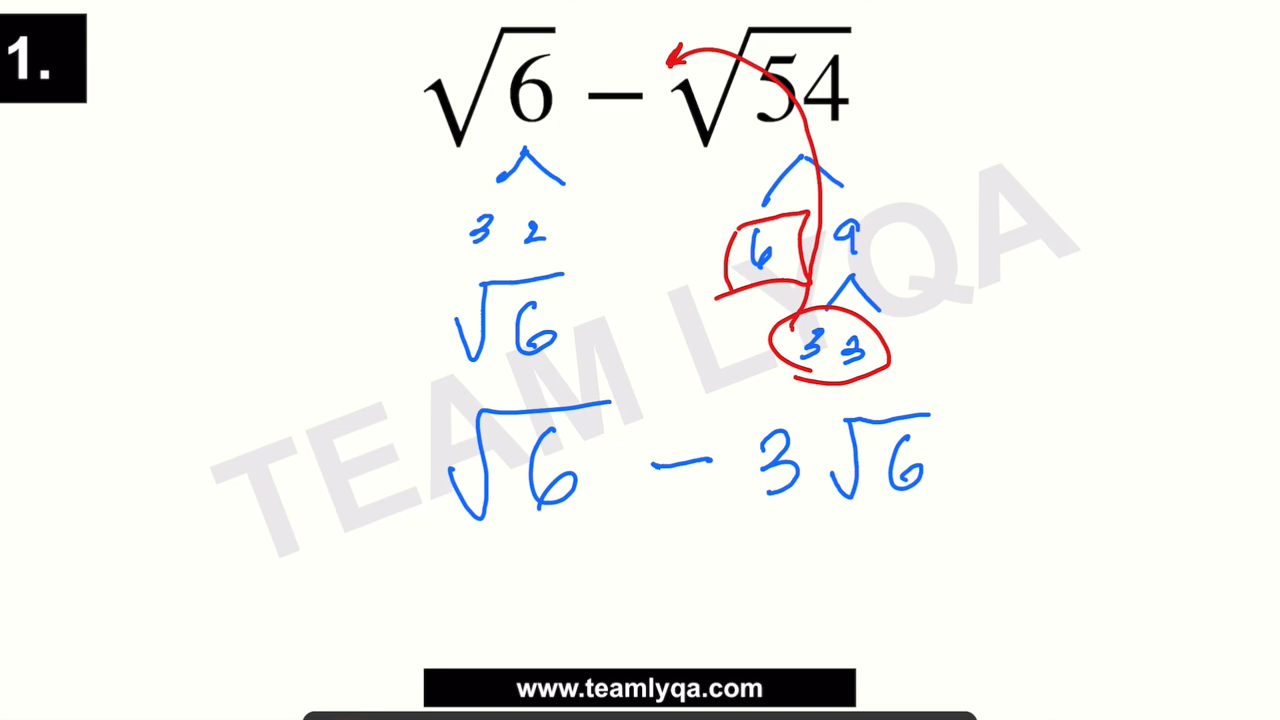 1.
√6 − √54
3 2
6 9
√6
3 3
√6 − 3√6
TEAM LYQA
www.teamlyqa.com